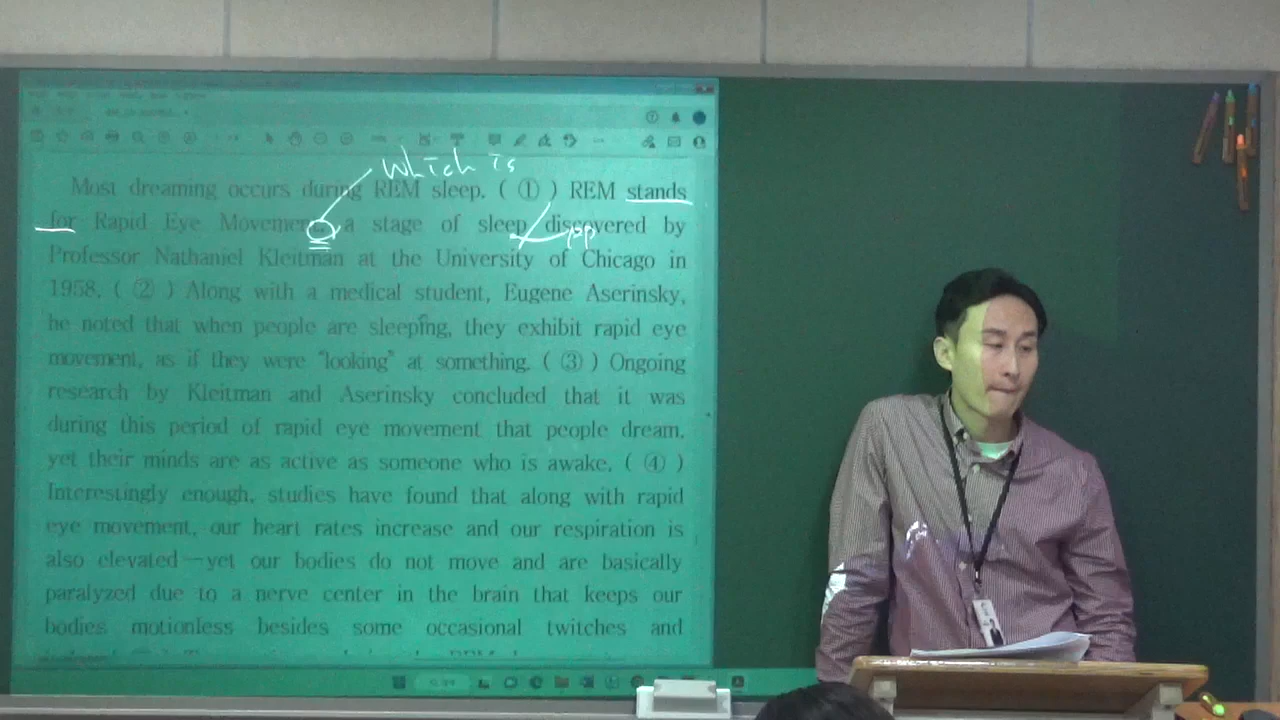 which is
Most dreaming occurs during REM sleep. ( ① ) REM stands
for Rapid Eye Movement, a stage of sleep discovered by
pp
Professor Nathaniel Kleitman at the University of Chicago in
1958. ( ② ) Along with a medical student, Eugene Aserinsky,
he noted that when people are sleeping, they exhibit rapid eye
movement, as if they were "looking" at something. ( ③ ) Ongoing
research by Kleitman and Aserinsky concluded that it was
during this period of rapid eye movement that people dream,
yet their minds are as active as someone who is awake. ( ④ )
Interestingly enough, studies have found that along with rapid
eye movement, our heart rates increase and our respiration is
also elevated—yet our bodies do not move and are basically
paralyzed due to a nerve center in the brain that keeps our
bodies motionless besides some occasional twitches and